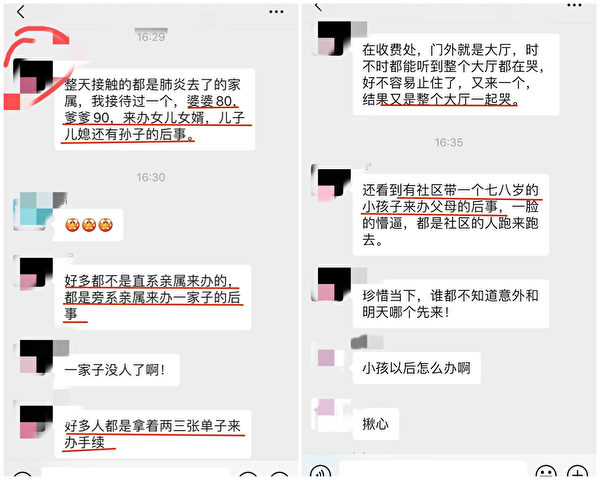 16:29
整天接触的都是肺炎去了的家
属，我接待过一个，婆婆80，
爹爹90，来办女儿女婿，儿子
儿媳还有孙子的后事。
16:30
好多都不是直系亲属来办的，
都是旁系亲属来办一家子的后
事
一家子没人了啊！
好多人都是拿着两三张单子来
办手续
在收费处，门外就是大厅，时
不时都能听到整个大厅都在哭，
好不容易止住了，又来一个，
结果又是整个大厅一起哭。
16:35
还看到有社区带一个七八岁的
小孩子来办父母的后事，一脸
的懵逼，都是社区的人跑来跑
去。
珍惜当下，谁都不知道意外和
明天哪个先来！
小孩以后怎么办啊
揪心